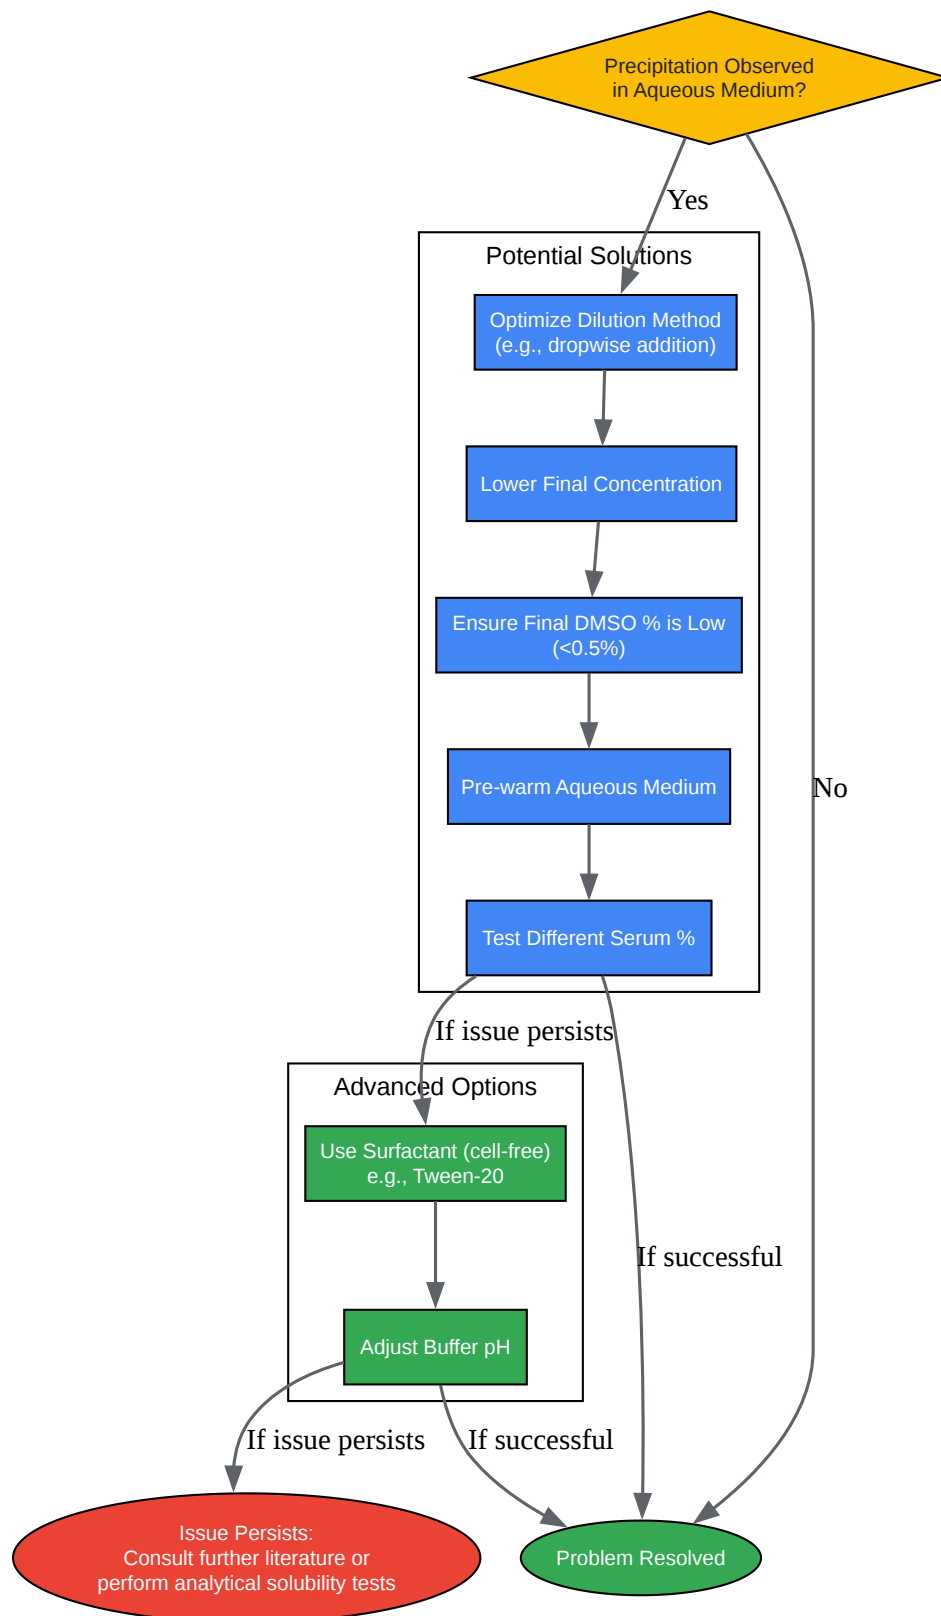 Precipitation Observed
in Aqueous Medium?
Yes
Potential Solutions
Optimize Dilution Method
(e.g., dropwise addition)
Lower Final Concentration
Ensure Final DMSO % is Low
(<0.5%)
Pre-warm Aqueous Medium
No
Test Different Serum %
If issue persists
Advanced Options
Use Surfactant (cell-free)
e.g., Tween-20
If successful
Adjust Buffer pH
If issue persists
If successful
Issue Persists:
Consult further literature or
perform analytical solubility tests
Problem Resolved